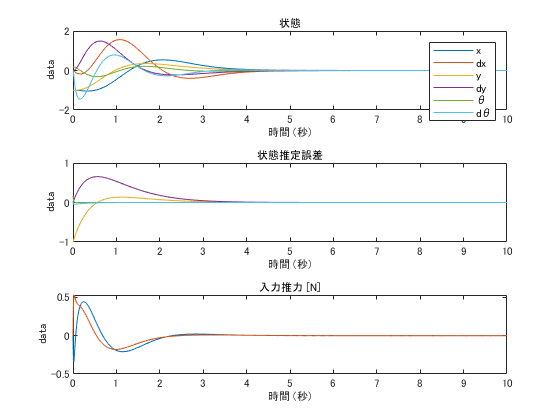 状態
2
0
-2
data
x
dx
y
dy
θ
dθ
0 1 2 3 4 5 6 7 8 9 10
時間(秒)
状態推定誤差
1
0
-1
data
0 1 2 3 4 5 6 7 8 9 10
時間(秒)
入力推力[N]
0.5
0
-0.5
data
0 1 2 3 4 5 6 7 8 9 10
時間(秒)